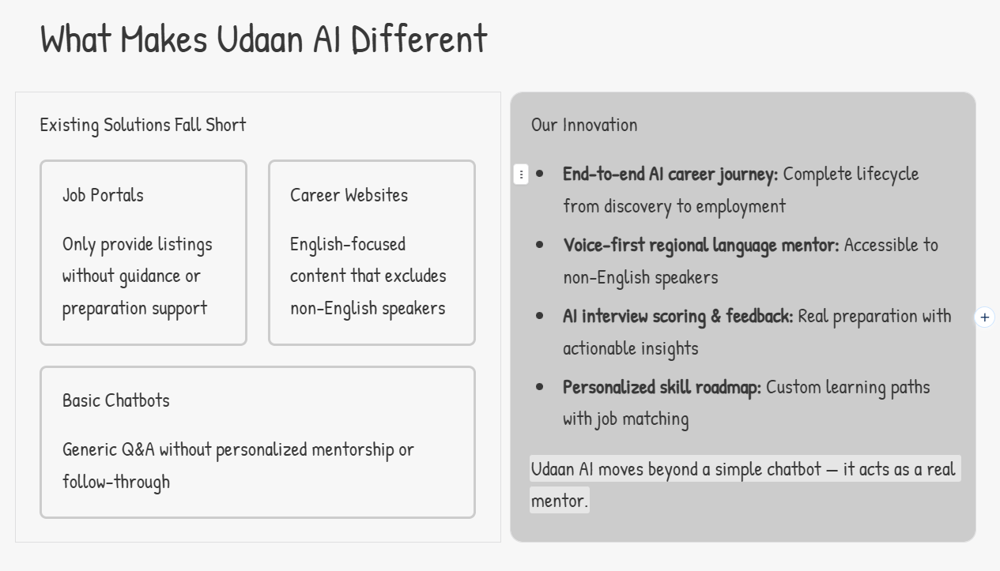 What Makes Udaan AI Different
Existing Solutions Fall Short
Job Portals
Only provide listings
without guidance or
preparation support
Career Websites
English-focused
content that excludes
non-English speakers
Basic Chatbots
Generic Q&A without personalized mentorship or
follow-through
Our Innovation
• End-to-end AI career journey: Complete lifecycle
from discovery to employment
• Voice-first regional language mentor: Accessible to
non-English speakers
• AI interview scoring & feedback: Real preparation with
actionable insights
• Personalized skill roadmap: Custom learning paths
with job matching
Udaan AI moves beyond a simple chatbot — it acts as a real
mentor.